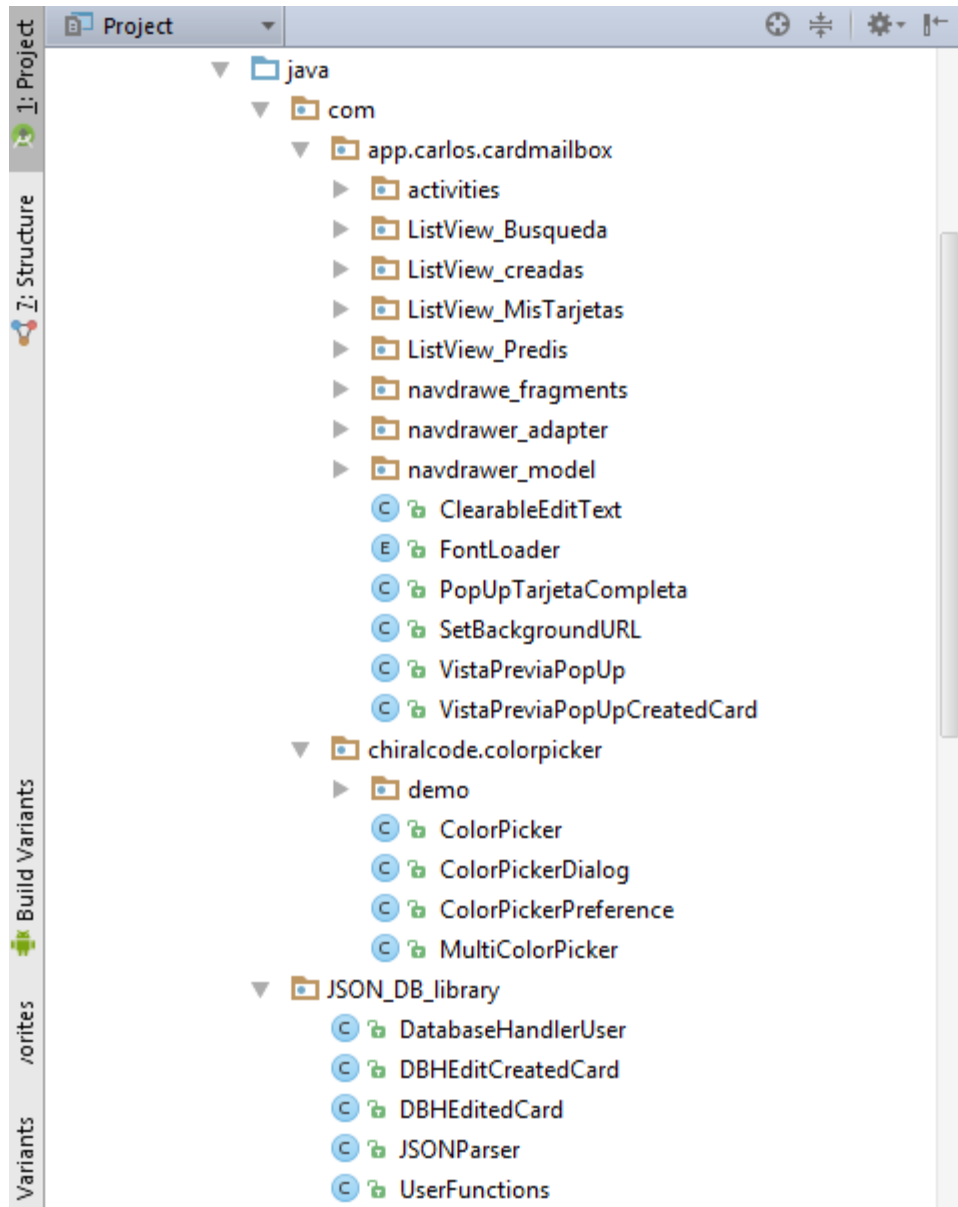 Project
java
com
app.carlos.cardmailbox
activities
ListView_Busqueda
ListView_creadas
ListView_MisTarjetas
ListView_Predis
navdrawe_fragments
navdrawer_adapter
navdrawer_model
C ClearableEditText
E FontLoader
C PopUpTarjetaCompleta
C SetBackgroundURL
C VistaPreviaPopUp
C VistaPreviaPopUpCreatedCard
chiralcode.colorpicker
demo
C ColorPicker
C ColorPickerDialog
C ColorPickerPreference
C MultiColorPicker
JSON_DB_library
C DatabaseHandlerUser
C DBHEditCreatedCard
C DBHEditedCard
C JSONParser
C UserFunctions
1: Project
7: Structure
Build Variants
/orites
Variants